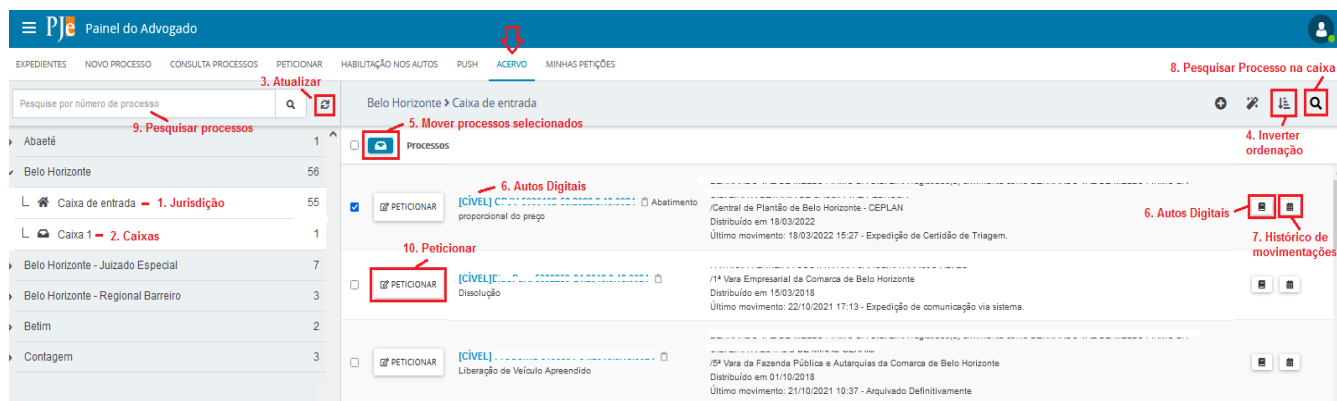 PJe Painel do Advogado
EXPEDIENTES NOVO PROCESSO CONSULTA PROCESSOS PETICIONAR HABILITAÇÃO NOS AUTOS PUSH ACERVO MINHAS PETIÇÕES
8. Pesquisar Processo na caixa
3. Atualizar
Pesquise por número de processo
Belo Horizonte > Caixa de entrada
9. Pesquisar processos
5. Mover processos selecionados
4. Inverter
ordenação
Abaeté 1
Processos
Belo Horizonte 56
Caixa de entrada – 1. Jurisdição 55
Caixa 1 – 2. Caixas 1
Belo Horizonte - Juizado Especial 7
Belo Horizonte - Regional Barreiro 3
Betim 2
Contagem 3
6. Autos Digitais
PETICIONAR
[CÍVEL] Abatimento
proporcional do preço
/Central de Plantão de Belo Horizonte - CEPLAN
Distribuído em 18/03/2022
Último movimento: 18/03/2022 15:27 - Expedição de Certidão de Triagem.
6. Autos Digitais
7. Histórico de
movimentações
10. Peticionar
PETICIONAR
[CÍVEL]
Dissolução
/1ª Vara Empresarial da Comarca de Belo Horizonte
Distribuído em 15/03/2018
Último movimento: 22/10/2021 17:13 - Expedição de comunicação via sistema.
PETICIONAR
[CÍVEL]
Liberação de Veículo Apreendido
/5ª Vara da Fazenda Pública e Autarquias da Comarca de Belo Horizonte
Distribuído em 01/10/2018
Último movimento: 21/10/2021 10:37 - Arquivado Definitivamente